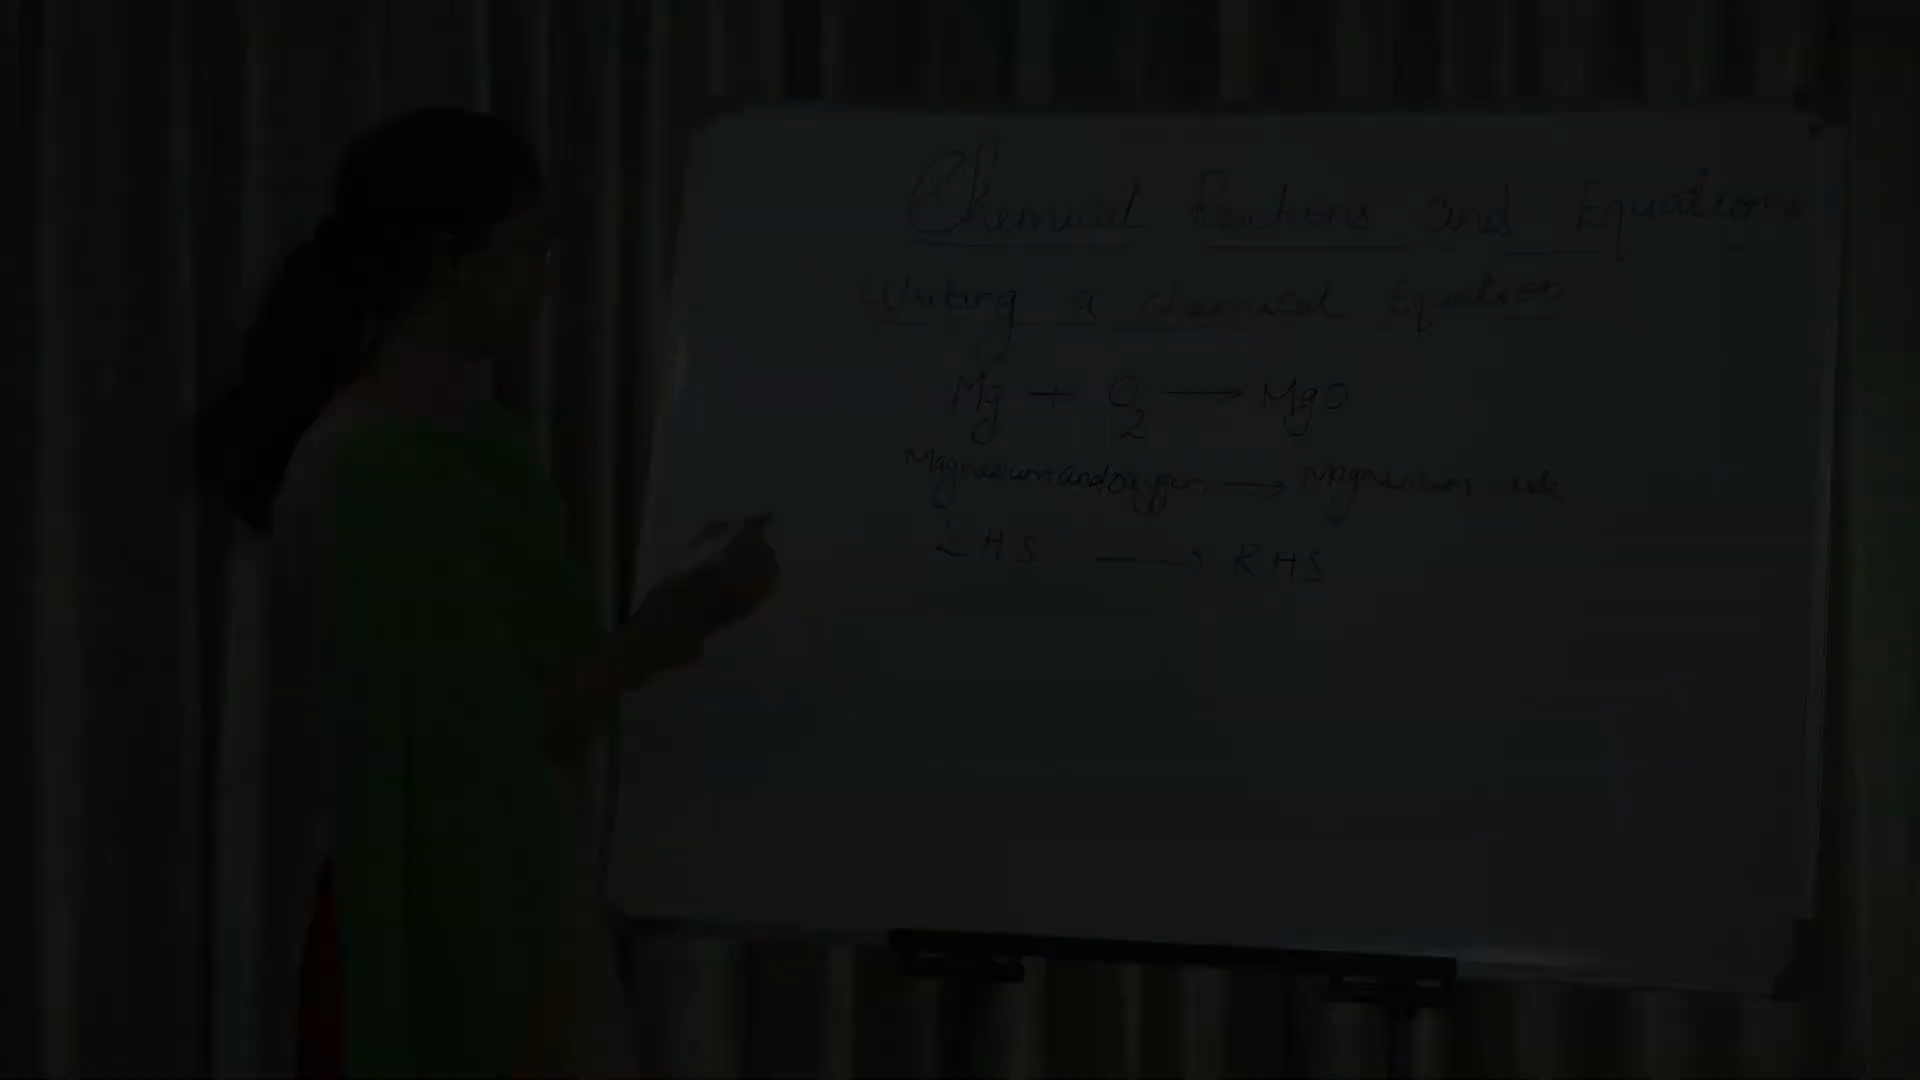 Chemical Reactions and Equations
Writing a chemical Equation
Mg + O2 → MgO
Magnesium and oxygen → Magnesium oxide
LHS → RHS